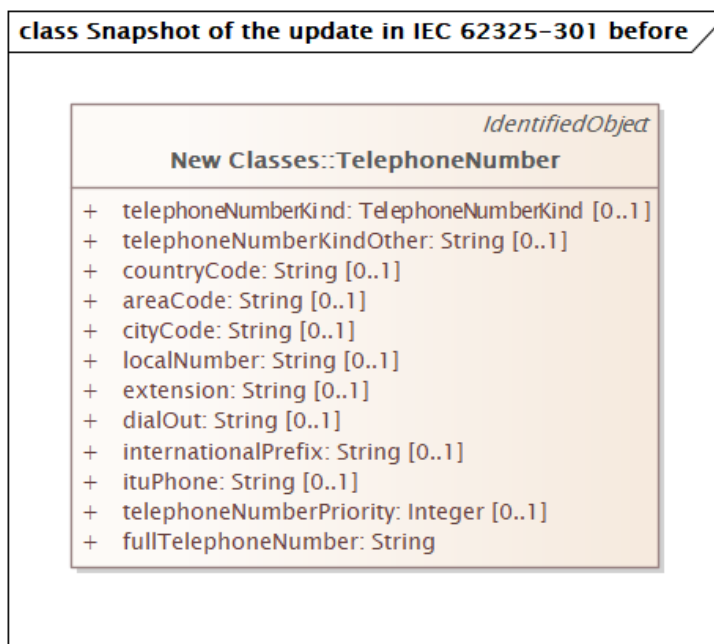 class Snapshot of the update in IEC 62325-301 before
IdentifiedObject
New Classes::TelephoneNumber
+ telephoneNumberKind: TelephoneNumberKind [0..1]
+ telephoneNumberKindOther: String [0..1]
+ countryCode: String [0..1]
+ areaCode: String [0..1]
+ cityCode: String [0..1]
+ localNumber: String [0..1]
+ extension: String [0..1]
+ dialOut: String [0..1]
+ internationalPrefix: String [0..1]
+ ituPhone: String [0..1]
+ telephoneNumberPriority: Integer [0..1]
+ fullTelephoneNumber: String